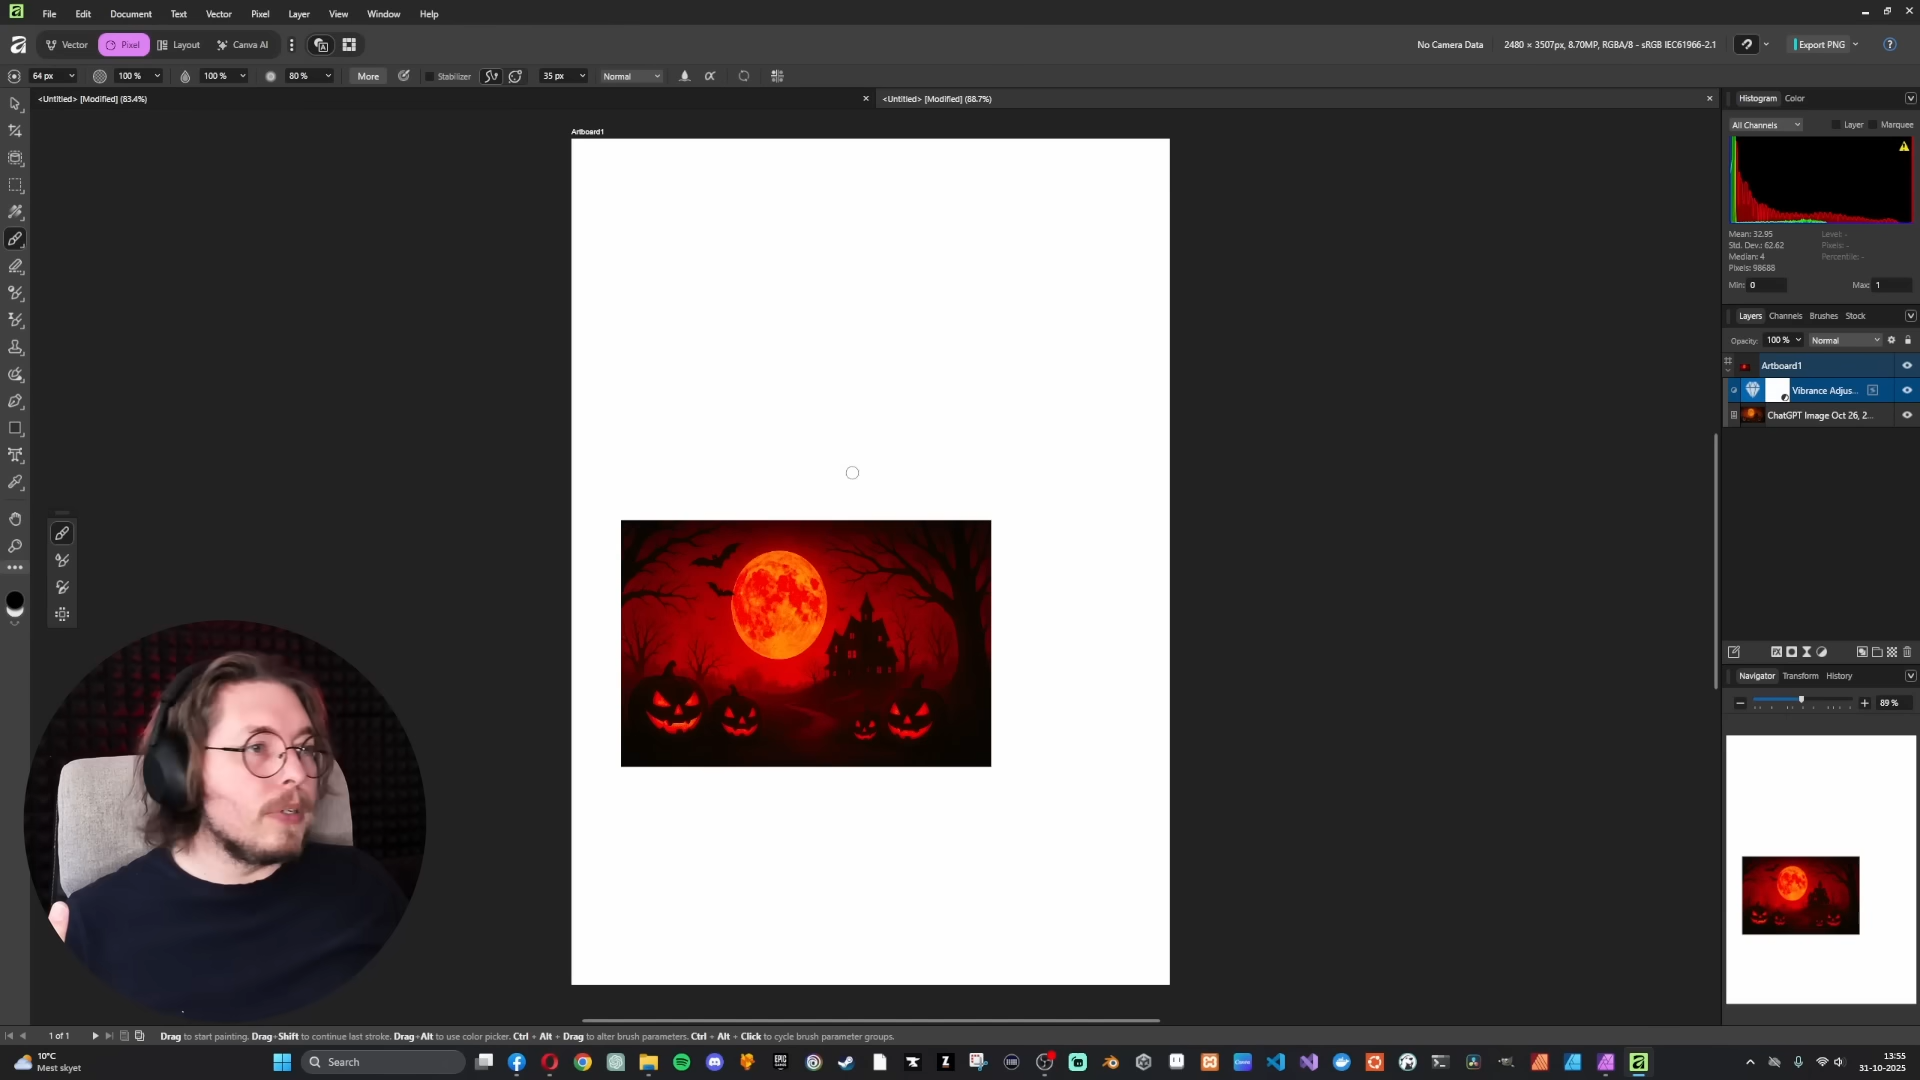 File Edit Document Text Vector Pixel Layer View Window Help
Vector Pixel Layout Canva AI No Camera Data 2480 × 3507px, 8.70MP, RGBA/8 - sRGB IEC61966-2.1 Export PNG
64 px 100 % 100 % 80 % More Stabilizer 35 px Normal
<Untitled> [Modified] (83.4%) <Untitled> [Modified] (88.7%)
Histogram Color
Artboard1
All Channels Layer Marquee
Mean: 32.95 Level: -
Std. Dev.: 62.62 Pixels: -
Median: 4 Percentile: -
Pixels: 98688
Min: 0 Max: 1
Layers Channels Brushes Stock
Opacity: 100 % Normal
Artboard1
Vibrance Adjus...
ChatGPT Image Oct 26, 2...
Navigator Transform History
89 %
1 of 1 Drag to start painting. Drag+Shift to continue last stroke. Drag+Alt to use color picker. Ctrl + Alt + Drag to alter brush parameters. Ctrl + Alt + Click to cycle brush parameter groups.
10°C
Mest skyet
Search
13:55
31-10-2025